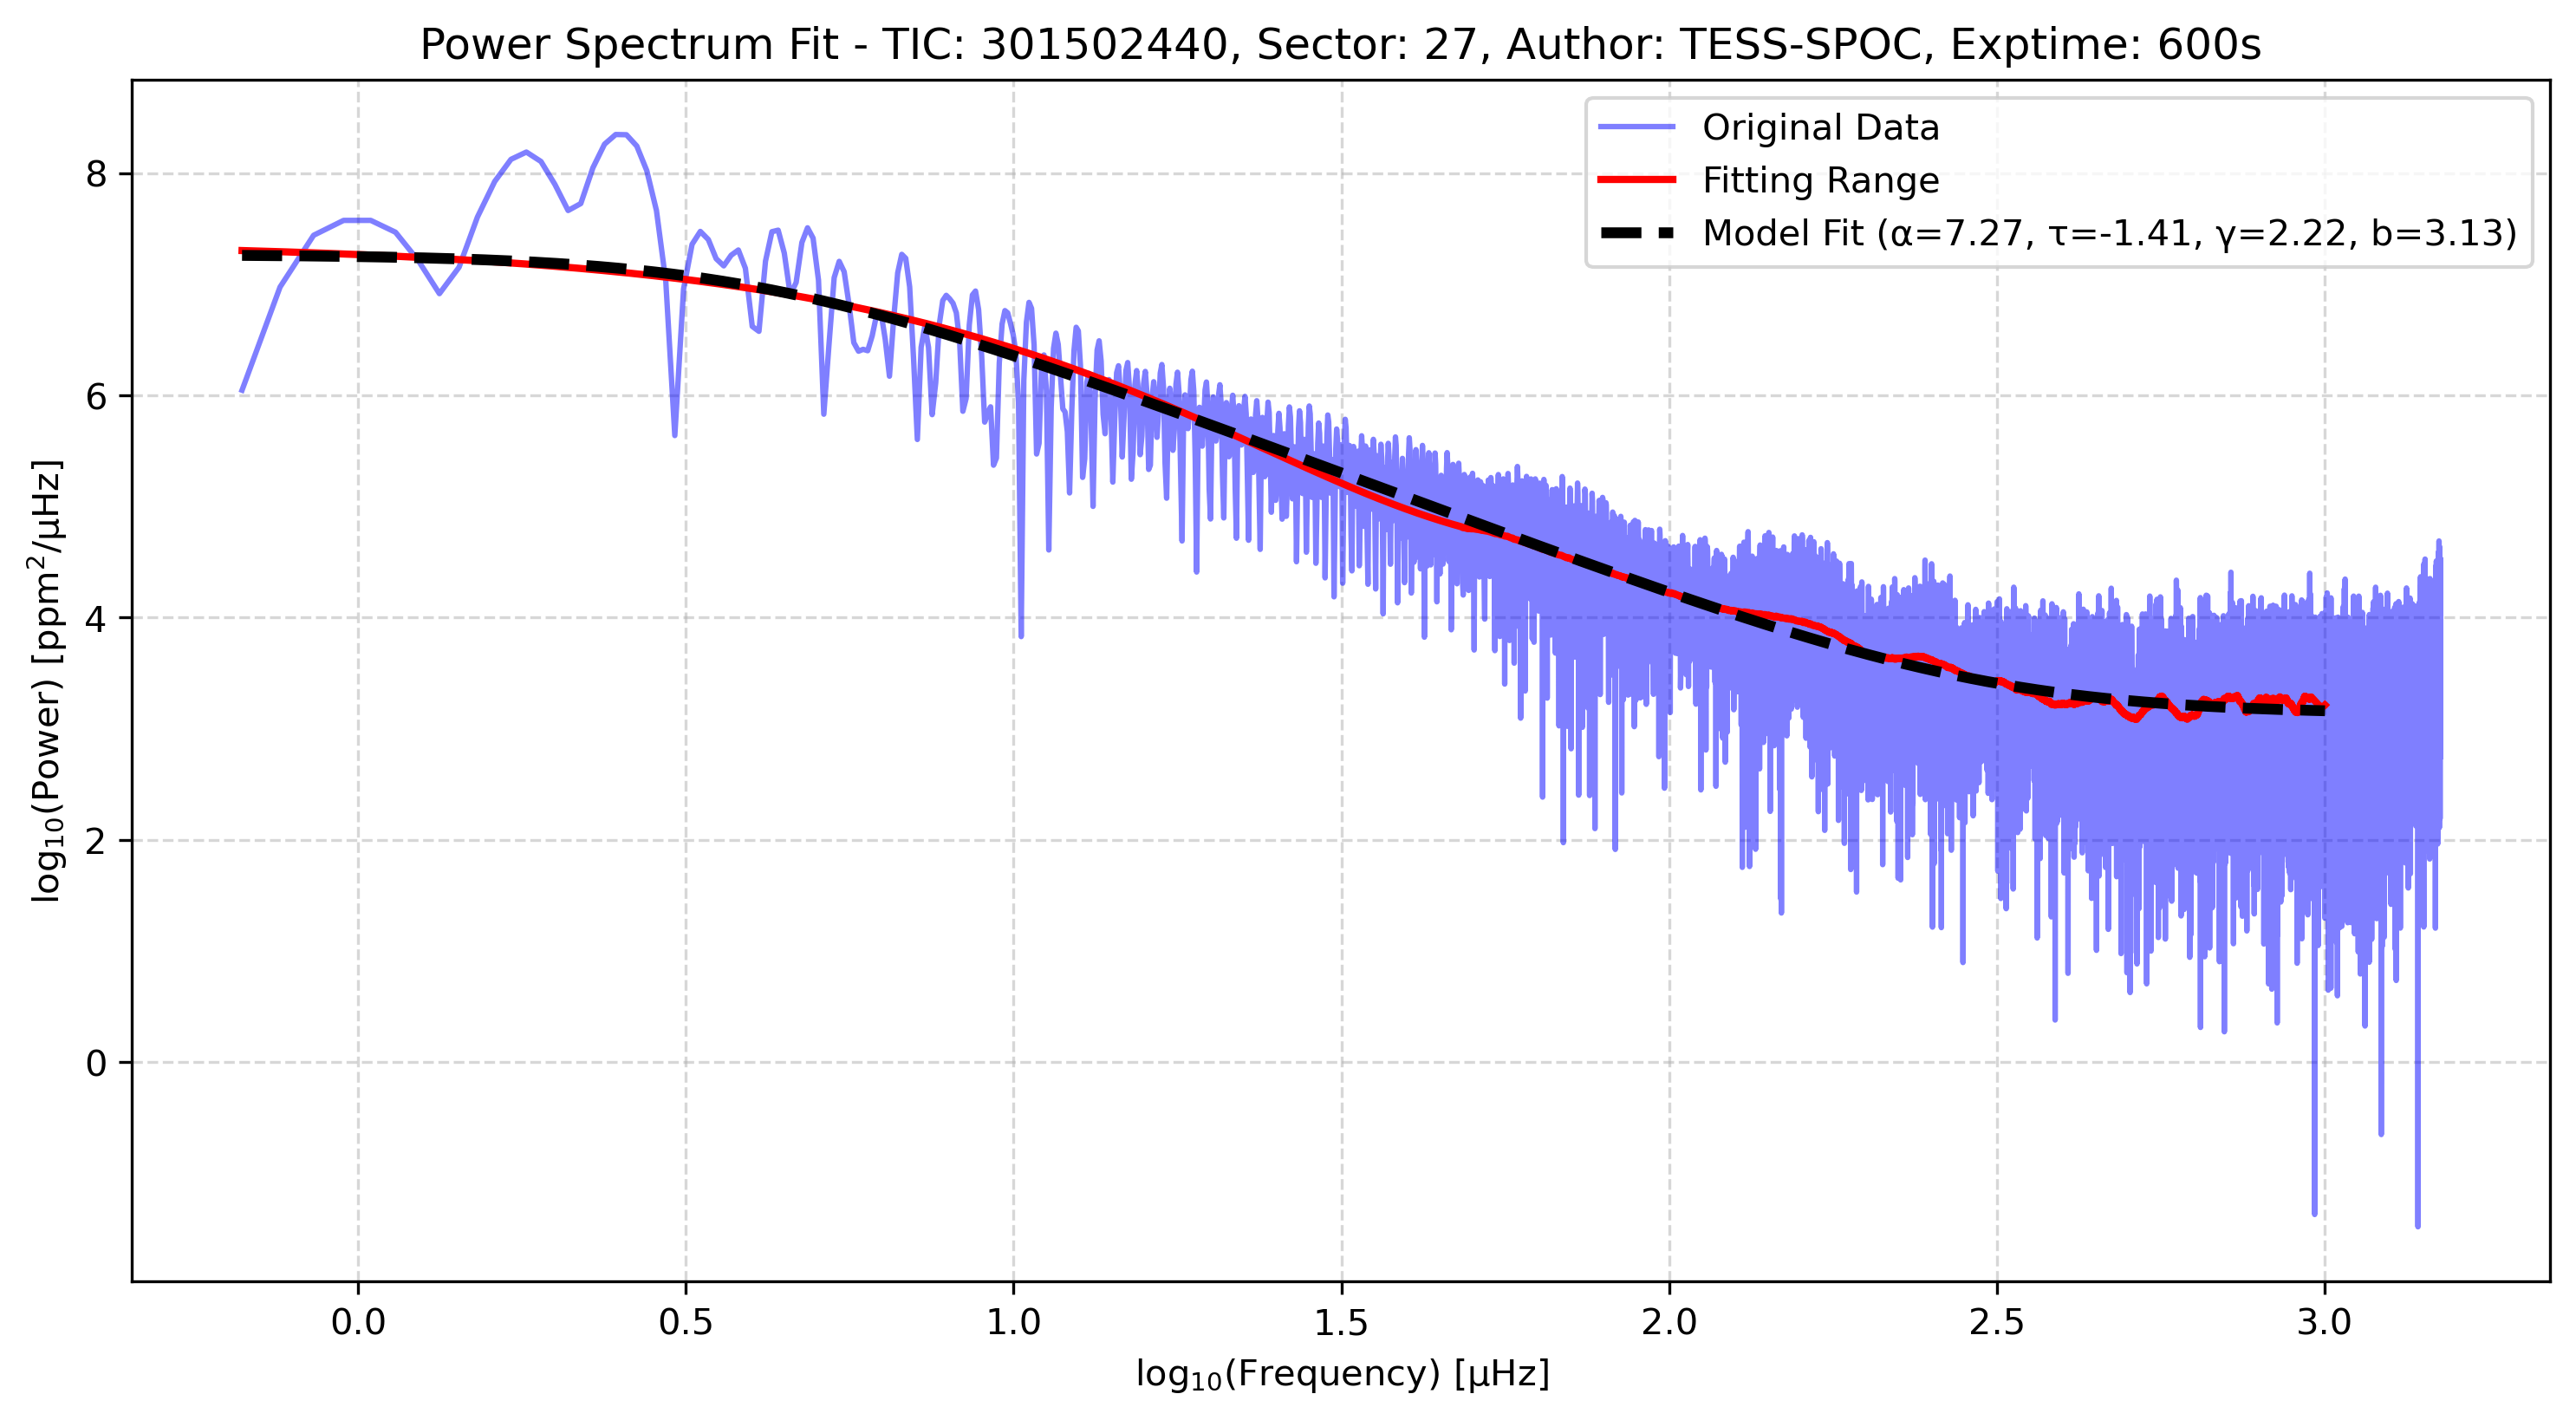 Power Spectrum Fit - TIC: 301502440, Sector: 27, Author: TESS-SPOC, Exptime: 600s
Original Data
Fitting Range
Model Fit (α=7.27, τ=-1.41, γ=2.22, b=3.13)
log₁₀(Power) [ppm²/μHz]
8
6
4
2
0
0.0 0.5 1.0 1.5 2.0 2.5 3.0
log₁₀(Frequency) [μHz]